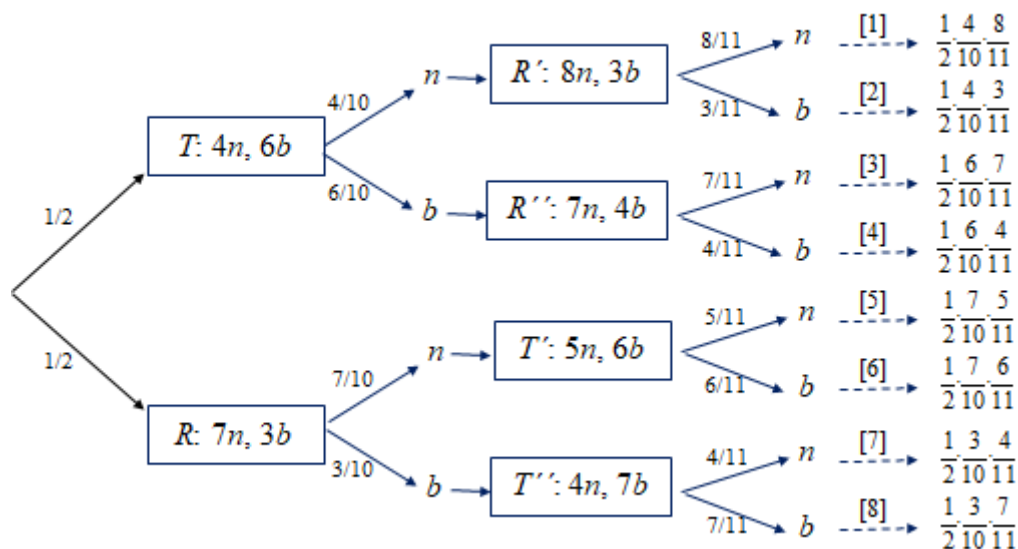 8/11 n [1] 1/2·4/10·8/11
R´: 8n, 3b
4/10 n
3/11 b [2] 1/2·4/10·3/11
T: 4n, 6b
6/10 b
7/11 n [3] 1/2·6/10·7/11
R´´: 7n, 4b
4/11 b [4] 1/2·6/10·4/11
1/2
1/2
5/11 n [5] 1/2·7/10·5/11
T´: 5n, 6b
7/10 n
6/11 b [6] 1/2·7/10·6/11
R: 7n, 3b
3/10 b
4/11 n [7] 1/2·3/10·4/11
T´´: 4n, 7b
7/11 b [8] 1/2·3/10·7/11